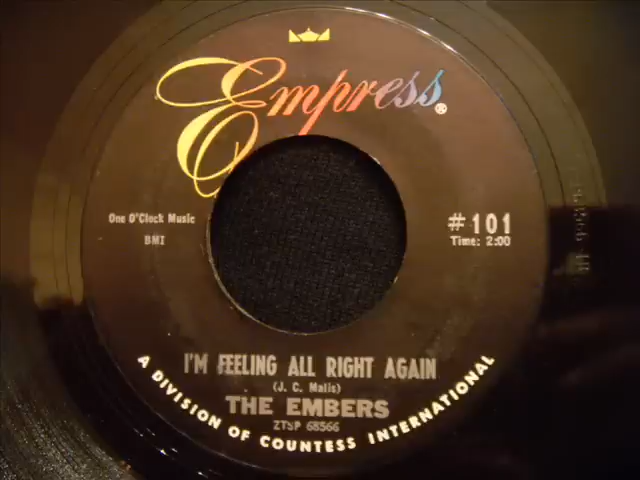 Empress®
One O'Clock Music
BMI
#101
Time: 2:00
I'M FEELING ALL RIGHT AGAIN
(J. C. Malis)
THE EMBERS
ZTSP 68566
A DIVISION OF COUNTESS INTERNATIONAL